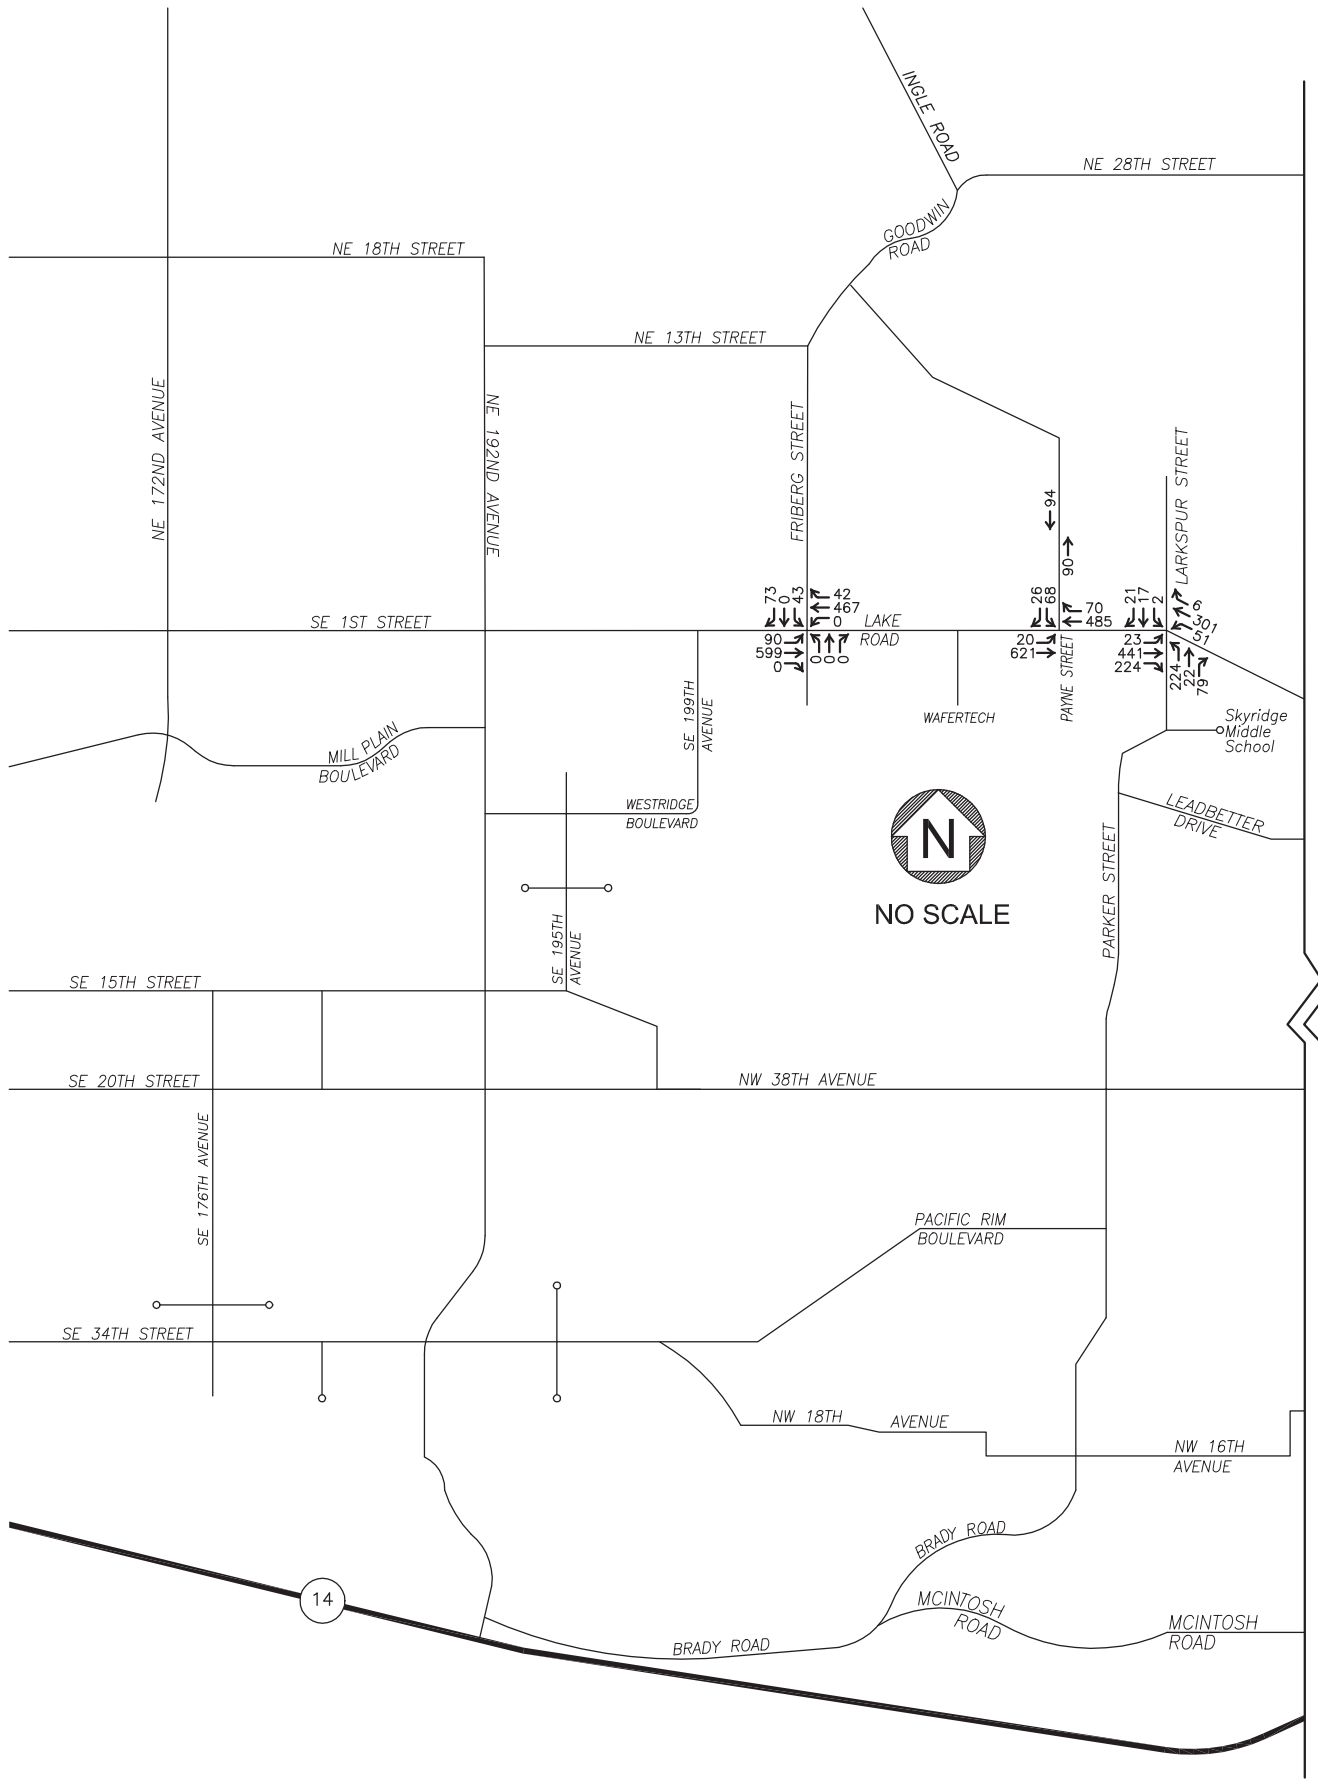 INGLE ROAD
NE 28TH STREET
GOODWIN
ROAD
NE 18TH STREET
NE 13TH STREET
NE 172ND AVENUE
NE 192ND AVENUE
FRIBERG STREET
LARKSPUR STREET
94
90
73
0
43
42
467
0
90
599
0
0
0
0
26
68
70
485
20
621
21
17
2
6
301
51
23
441
224
224
22
79
SE 1ST STREET
LAKE
ROAD
PAYNE STREET
WAFERTECH
SE 199TH
AVENUE
Skyridge
Middle
School
MILL PLAIN
BOULEVARD
WESTRIDGE
BOULEVARD
LEADBETTER
DRIVE
N
NO SCALE
PARKER STREET
SE 195TH
AVENUE
SE 15TH STREET
SE 20TH STREET
NW 38TH AVENUE
SE 176TH AVENUE
PACIFIC RIM
BOULEVARD
SE 34TH STREET
NW 18TH
AVENUE
NW 16TH
AVENUE
BRADY ROAD
14
MCINTOSH
ROAD
MCINTOSH
ROAD
BRADY ROAD